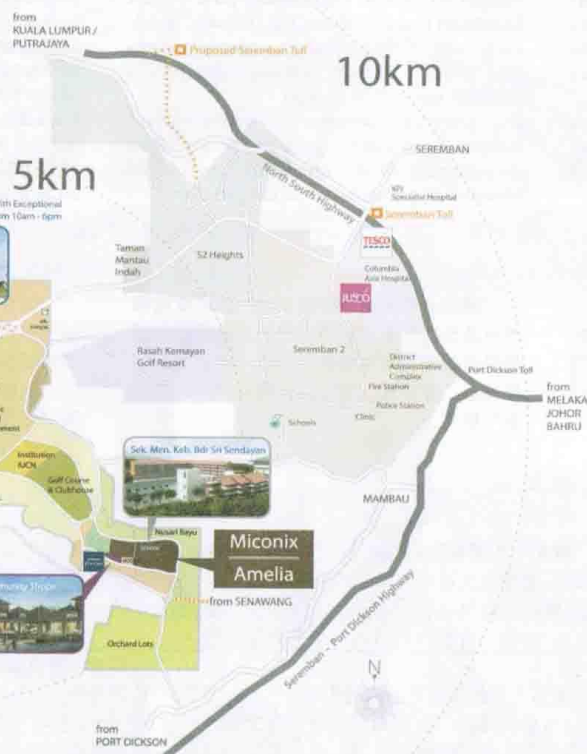 from
KUALA LUMPUR /
PUTRAJAYA
Proposed Seremban Toll
10km
5km
With Exceptional
10am - 6pm
SEREMBAN
North South Highway
KPJ
Specialist Hospital
Seremban Toll
TESCO
Columbia
Asia Hospital
JUSCO
Taman
Mantau
Indah
S2 Heights
Rasah Kemayan
Golf Resort
Seremban 2
District
Administrative
Complex
Fire Station
Police Station
Clinic
Schools
Port Dickson Toll
from
MELAKA
JOHOR
BAHRU
Institution
IUCN
Golf Course
& Clubhouse
Sek. Men. Keb. Bdr Sri Sendayan
MAMBAU
Nusari Bayu
Miconix
Amelia
from SENAWANG
Orchard Lots
Seremban - Port Dickson Highway
N
from
PORT DICKSON